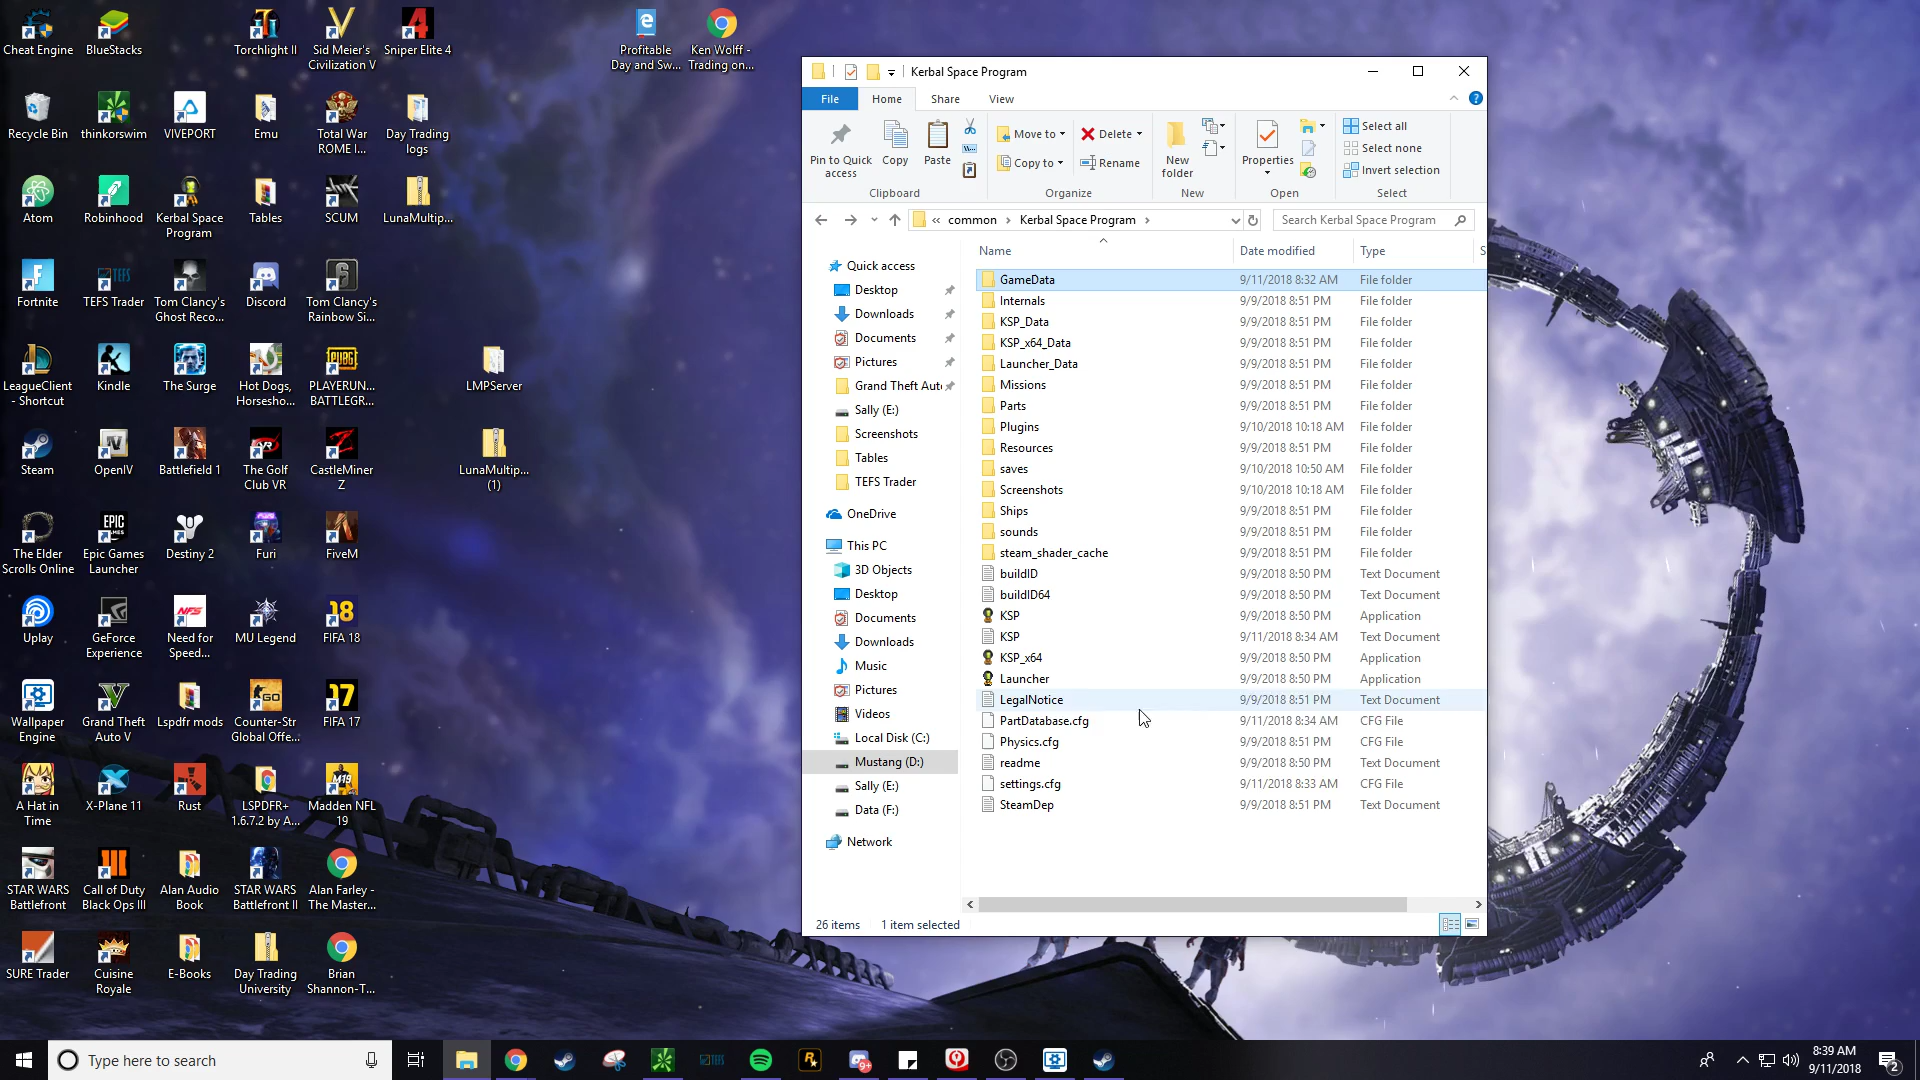 Cheat Engine
BlueStacks
Torchlight II
Sid Meier's
Civilization V
Sniper Elite 4
Profitable
Day and Sw...
Ken Wolff -
Trading on...
Recycle Bin
thinkorswim
VIVEPORT
Emu
Total War
ROME I...
Day Trading
logs
Atom
Robinhood
Kerbal Space
Program
Tables
SCUM
LunaMultip...
Fortnite
TEFS Trader
Tom Clancy's
Ghost Reco...
Discord
Tom Clancy's
Rainbow Si...
LeagueClient
- Shortcut
Kindle
The Surge
Hot Dogs,
Horsesho...
PLAYERUN...
BATTLEGR...
LMPServer
Steam
OpenIV
Battlefield 1
The Golf
Club VR
CastleMiner
Z
LunaMultip...
(1)
The Elder
Scrolls Online
Epic Games
Launcher
Destiny 2
Furi
FiveM
Uplay
GeForce
Experience
Need for
Speed...
MU Legend
FIFA 18
Wallpaper
Engine
Grand Theft
Auto V
Lspdfr mods
Counter-Str
Global Offe...
FIFA 17
A Hat in
Time
X-Plane 11
Rust
LSPDFR+
1.6.7.2 by A...
Madden NFL
19
STAR WARS
Battlefront
Call of Duty
Black Ops III
Alan Audio
Book
STAR WARS
Battlefront II
Alan Farley -
The Master...
SURE Trader
Cuisine
Royale
E-Books
Day Trading
University
Brian
Shannon-T...
Kerbal Space Program
File Home Share View
Pin to Quick
access
Copy
Paste
Clipboard
Move to
Copy to
Delete
Rename
Organize
New
folder
New
Properties
Open
Select all
Select none
Invert selection
Select
« common › Kerbal Space Program ›
Search Kerbal Space Program
Quick access
Desktop
Downloads
Documents
Pictures
Grand Theft Aut
Sally (E:)
Screenshots
Tables
TEFS Trader
OneDrive
This PC
3D Objects
Desktop
Documents
Downloads
Music
Pictures
Videos
Local Disk (C:)
Mustang (D:)
Sally (E:)
Data (F:)
Network
Name Date modified Type S
GameData 9/11/2018 8:32 AM File folder
Internals 9/9/2018 8:51 PM File folder
KSP_Data 9/9/2018 8:51 PM File folder
KSP_x64_Data 9/9/2018 8:51 PM File folder
Launcher_Data 9/9/2018 8:51 PM File folder
Missions 9/9/2018 8:51 PM File folder
Parts 9/9/2018 8:51 PM File folder
Plugins 9/10/2018 10:18 AM File folder
Resources 9/9/2018 8:51 PM File folder
saves 9/10/2018 10:50 AM File folder
Screenshots 9/10/2018 10:18 AM File folder
Ships 9/9/2018 8:51 PM File folder
sounds 9/9/2018 8:51 PM File folder
steam_shader_cache 9/9/2018 8:51 PM File folder
buildID 9/9/2018 8:50 PM Text Document
buildID64 9/9/2018 8:50 PM Text Document
KSP 9/9/2018 8:50 PM Application
KSP 9/11/2018 8:34 AM Text Document
KSP_x64 9/9/2018 8:50 PM Application
Launcher 9/9/2018 8:50 PM Application
LegalNotice 9/9/2018 8:51 PM Text Document
PartDatabase.cfg 9/11/2018 8:34 AM CFG File
Physics.cfg 9/9/2018 8:51 PM CFG File
readme 9/9/2018 8:50 PM Text Document
settings.cfg 9/11/2018 8:33 AM CFG File
SteamDep 9/9/2018 8:51 PM Text Document
26 items 1 item selected
Type here to search
8:39 AM
9/11/2018
2